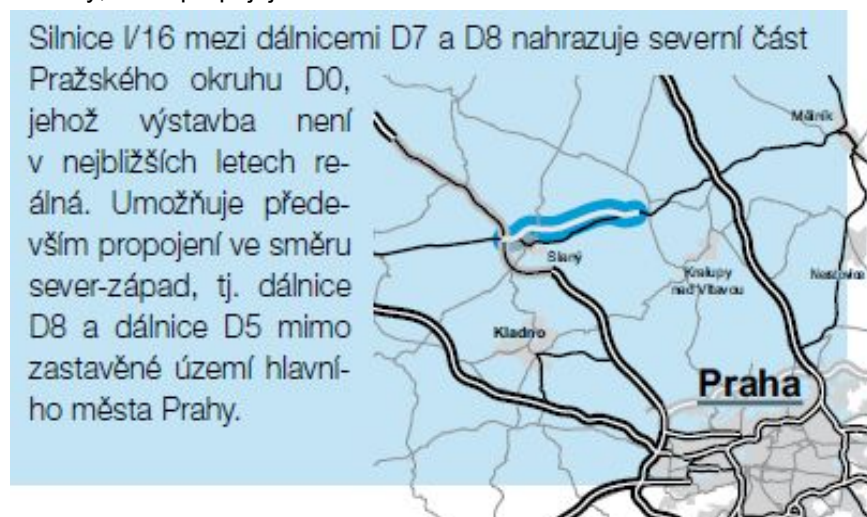 Silnice I/16 mezi dálnicemi D7 a D8 nahrazuje severní část
Pražského okruhu D0,
jehož výstavba není
v nejbližších letech re-
álná. Umožňuje přede-
vším propojení ve směru
sever-západ, tj. dálnice
D8 a dálnice D5 mimo
zastavěné území hlavní-
ho města Prahy.
Mělník
Slaný
Kralupy
nad Vltavou
Neratovice
Kladno
Praha